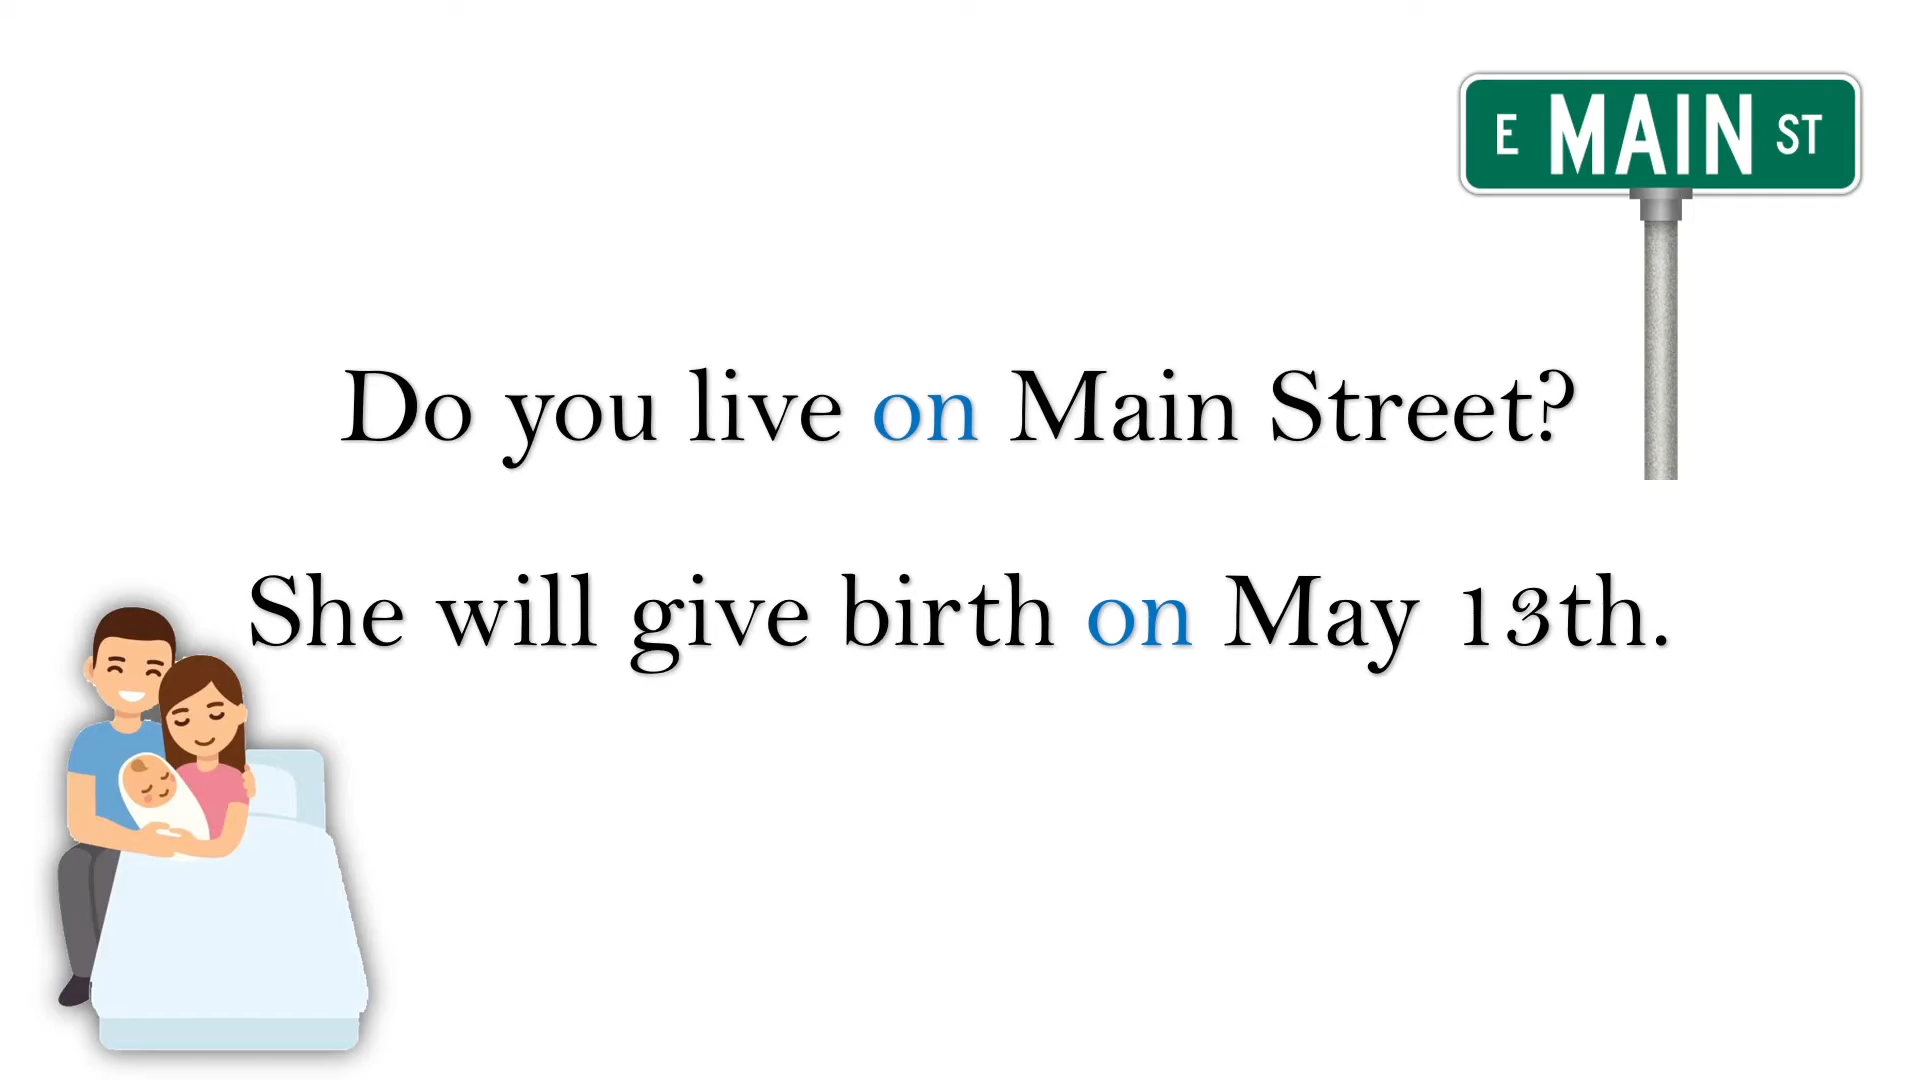 E MAIN ST
Do you live on Main Street?
She will give birth on May 13th.